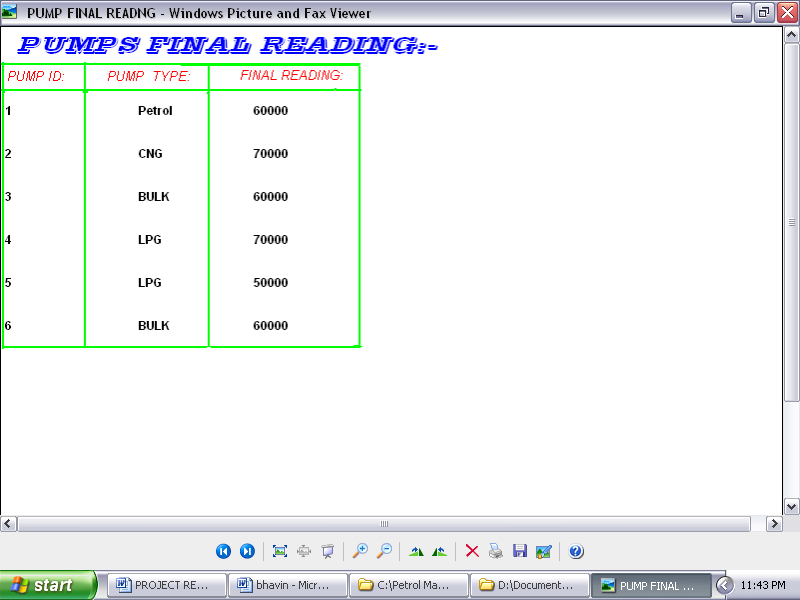 PUMP FINAL READNG - Windows Picture and Fax Viewer
PUMPS FINAL READING:-
PUMP ID: PUMP TYPE: FINAL READING:
1 Petrol 60000
2 CNG 70000
3 BULK 60000
4 LPG 70000
5 LPG 50000
6 BULK 60000
start PROJECT RE... bhavin - Micr... C:\Petrol Ma... D:\Document... PUMP FINAL ... 11:43 PM